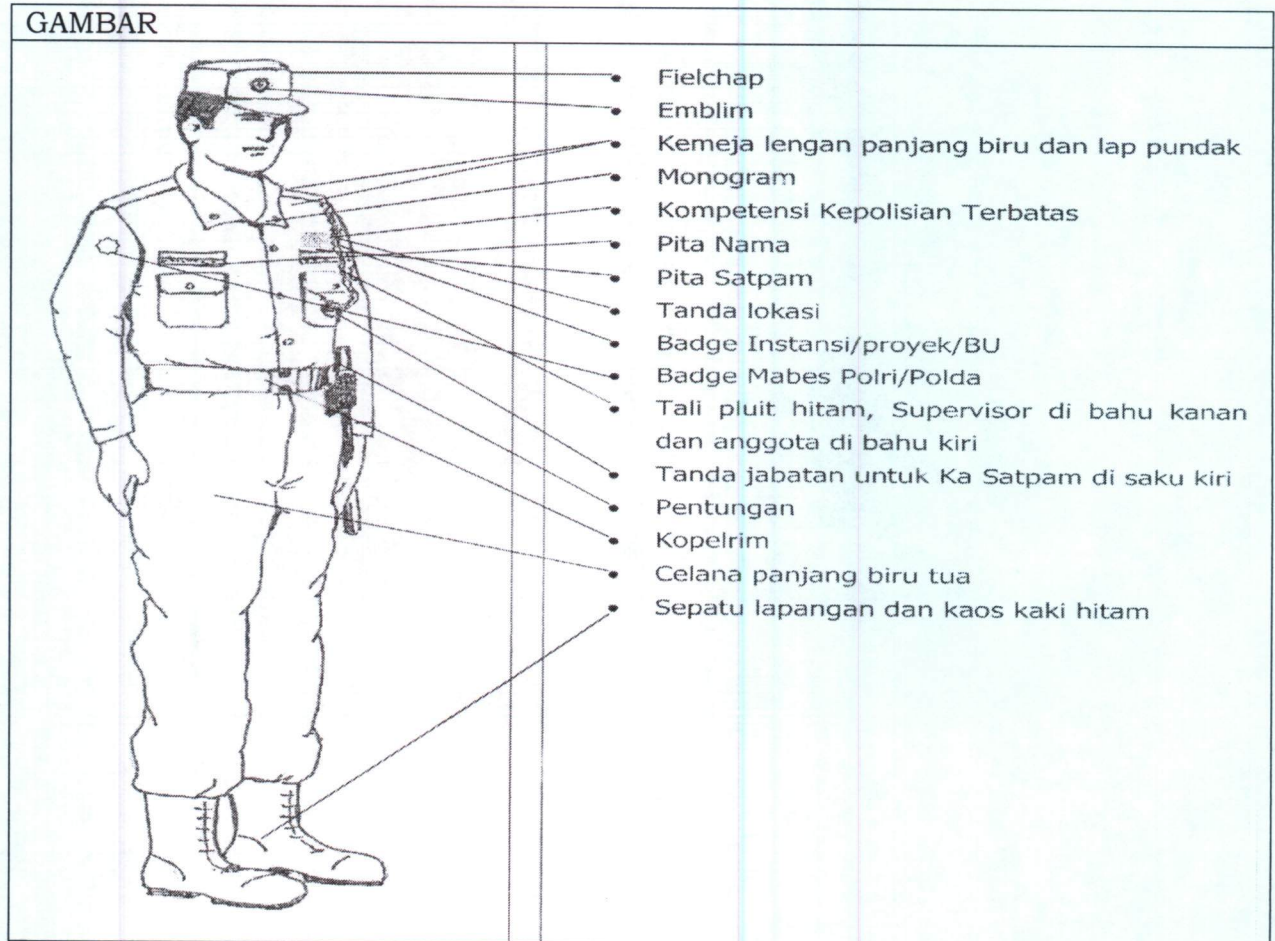 GAMBAR
• Fielchap
• Emblim
• Kemeja lengan panjang biru dan lap pundak
• Monogram
• Kompetensi Kepolisian Terbatas
• Pita Nama
• Pita Satpam
• Tanda lokasi
• Badge Instansi/proyek/BU
• Badge Mabes Polri/Polda
• Tali pluit hitam, Supervisor di bahu kanan
dan anggota di bahu kiri
• Tanda jabatan untuk Ka Satpam di saku kiri
• Pentungan
• Kopelrim
• Celana panjang biru tua
• Sepatu lapangan dan kaos kaki hitam